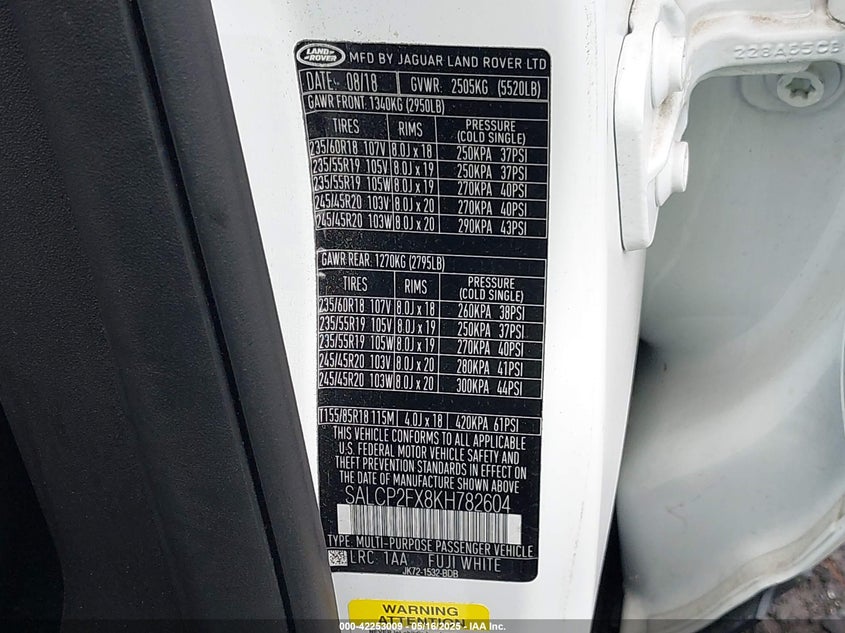 LAND ROVER MFD BY JAGUAR LAND ROVER LTD
DATE- 08/18 GVWR: 2505KG (5520LB)
GAWR FRONT: 1340KG (2950LB)
TIRES RIMS PRESSURE (COLD SINGLE)
235/60R18 107V 8.0J x 18 250KPA 37PSI
235/55R19 105V 8.0J x 19 250KPA 37PSI
235/55R19 105W 8.0J x 19 270KPA 40PSI
245/45R20 103V 8.0J x 20 270KPA 40PSI
245/45R20 103W 8.0J x 20 290KPA 43PSI
GAWR REAR: 1270KG (2795LB)
TIRES RIMS PRESSURE (COLD SINGLE)
235/60R18 107V 8.0J x 18 260KPA 38PSI
235/55R19 105V 8.0J x 19 250KPA 37PSI
235/55R19 105W 8.0J x 19 270KPA 40PSI
245/45R20 103V 8.0J x 20 280KPA 41PSI
245/45R20 103W 8.0J x 20 300KPA 44PSI
T155/85R18 115M 4.0J x 18 420KPA 61PSI
THIS VEHICLE CONFORMS TO ALL APPLICABLE
U.S. FEDERAL MOTOR VEHICLE SAFETY AND
THEFT PREVENTION STANDARDS IN EFFECT ON
THE DATE OF MANUFACTURE SHOWN ABOVE.
SALCP2FX8KH782604
TYPE: MULTI-PURPOSE PASSENGER VEHICLE
LRC: 1AA FUJI WHITE
JK72-1532-BDB
WARNING
ATTENTION
000 - 42253009 - 05/16/2025 - IAA Inc.